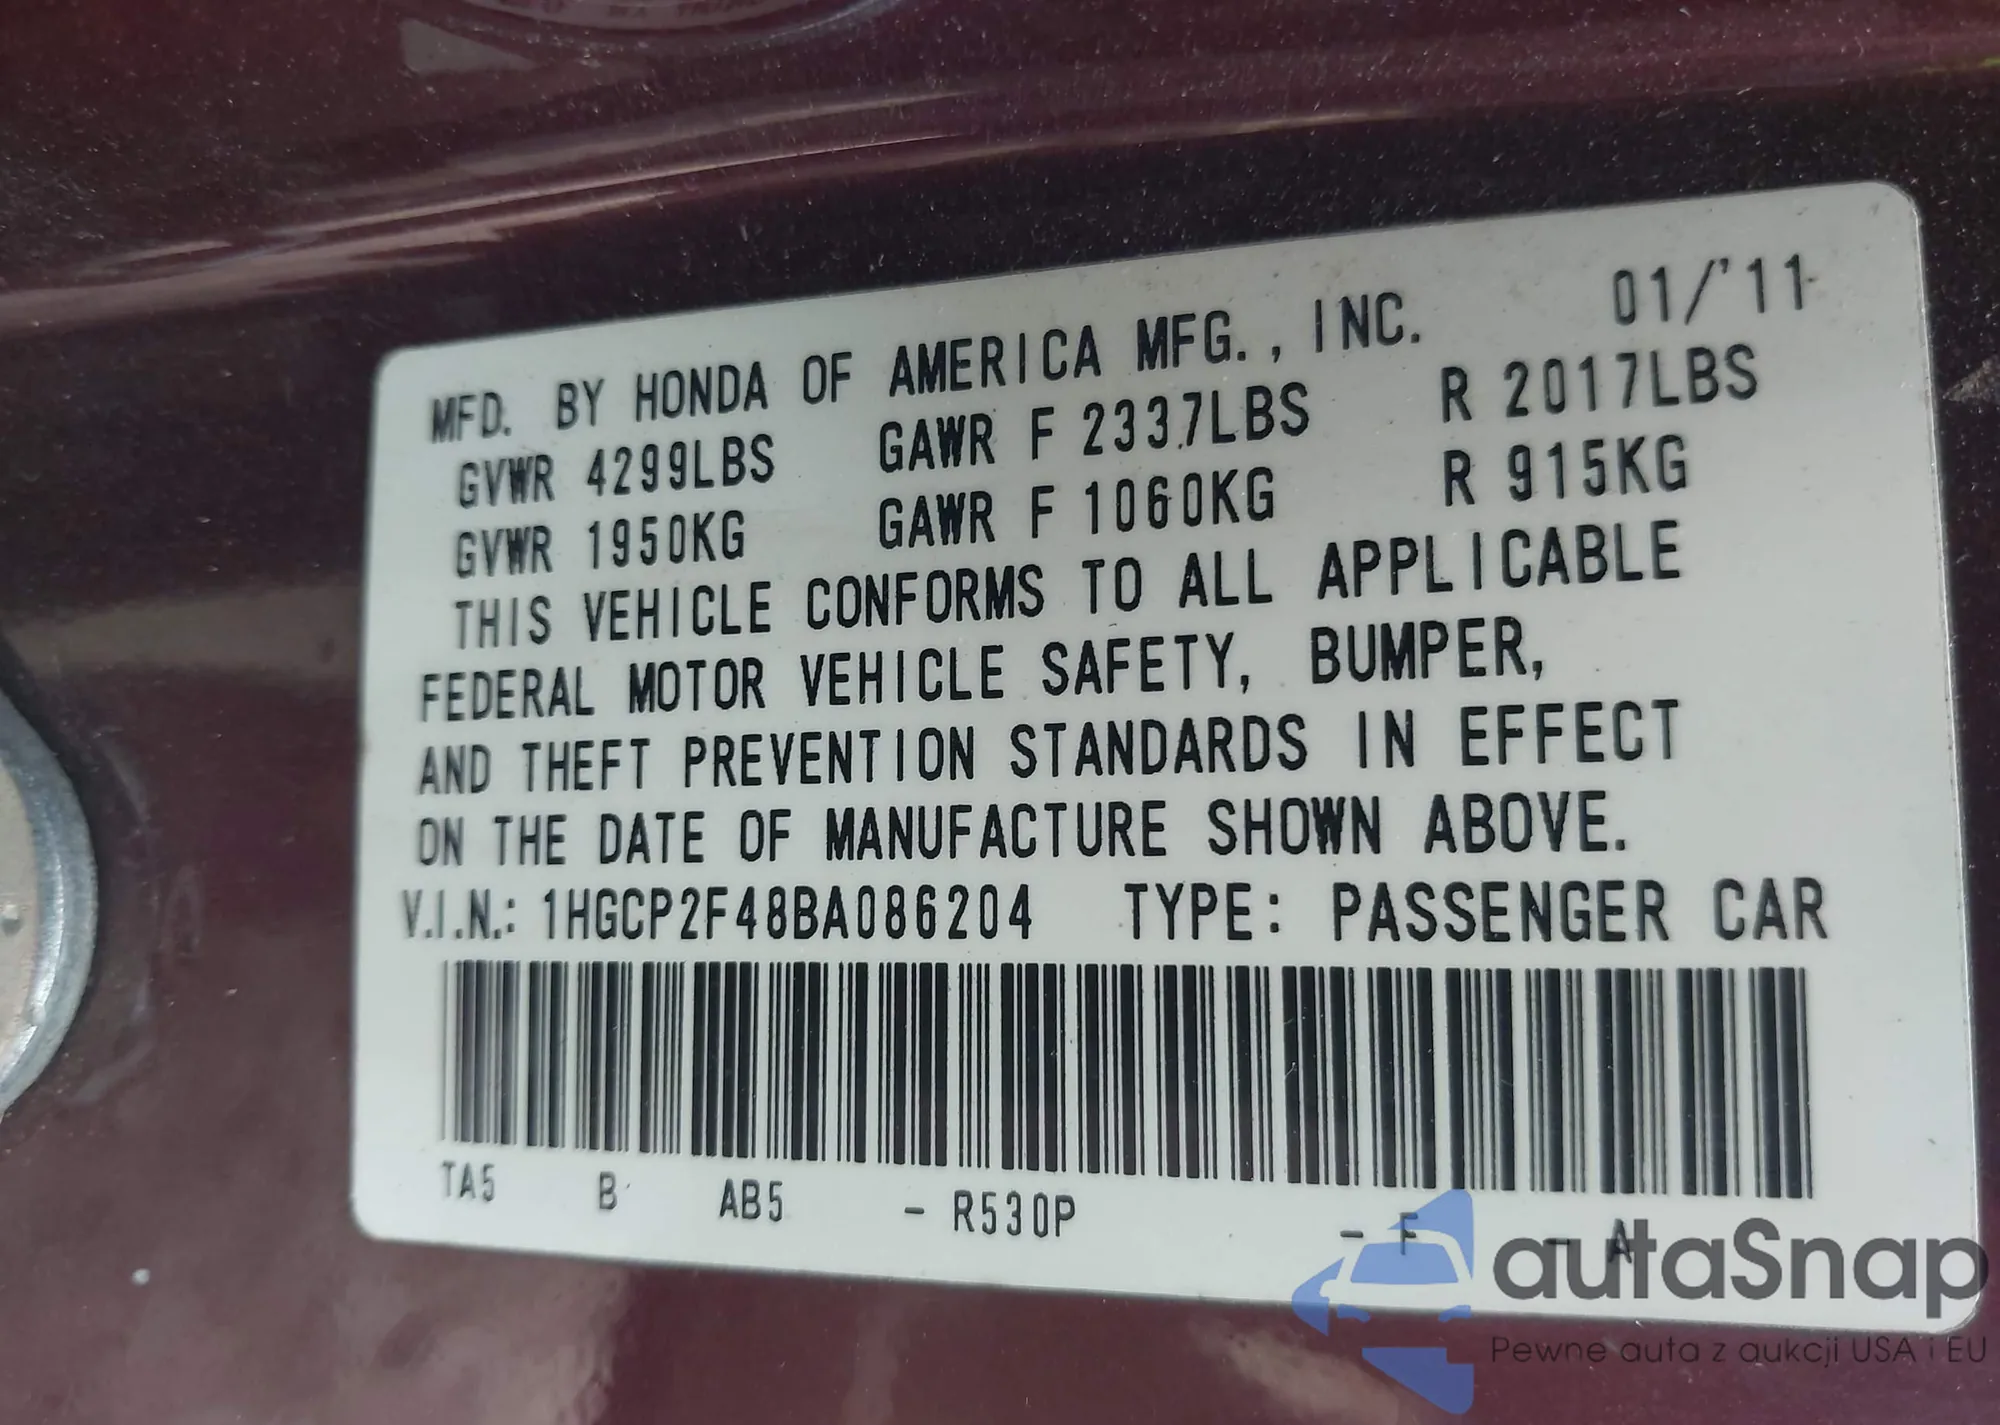 MFD. BY HONDA OF AMERICA MFG., INC. 01/'11
GVWR 4299LBS GAWR F 2337LBS R 2017LBS
GVWR 1950KG GAWR F 1060KG R 915KG
THIS VEHICLE CONFORMS TO ALL APPLICABLE
FEDERAL MOTOR VEHICLE SAFETY, BUMPER,
AND THEFT PREVENTION STANDARDS IN EFFECT
ON THE DATE OF MANUFACTURE SHOWN ABOVE.
V.I.N.: 1HGCP2F48BA086204 TYPE: PASSENGER CAR
TA5 B AB5 - R530P - F - A
autaSnap
Pewne auta z aukcji USA i EU